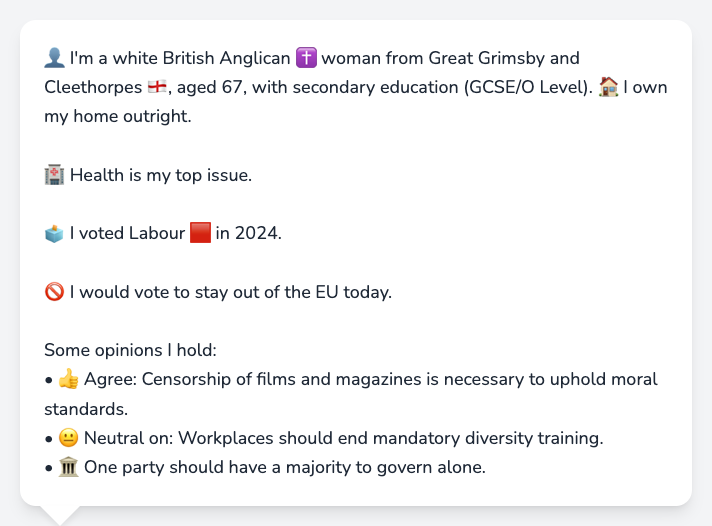 👤 I'm a white British Anglican ✝️ woman from Great Grimsby and
Cleethorpes 🏴󠁧󠁢󠁥󠁮󠁧󠁿, aged 67, with secondary education (GCSE/O Level). 🏠 I own
my home outright.
🏥 Health is my top issue.
🗳️ I voted Labour 🟥 in 2024.
🚫 I would vote to stay out of the EU today.
Some opinions I hold:
• 👍 Agree: Censorship of films and magazines is necessary to uphold moral
standards.
• 😐 Neutral on: Workplaces should end mandatory diversity training.
• 🏛️ One party should have a majority to govern alone.